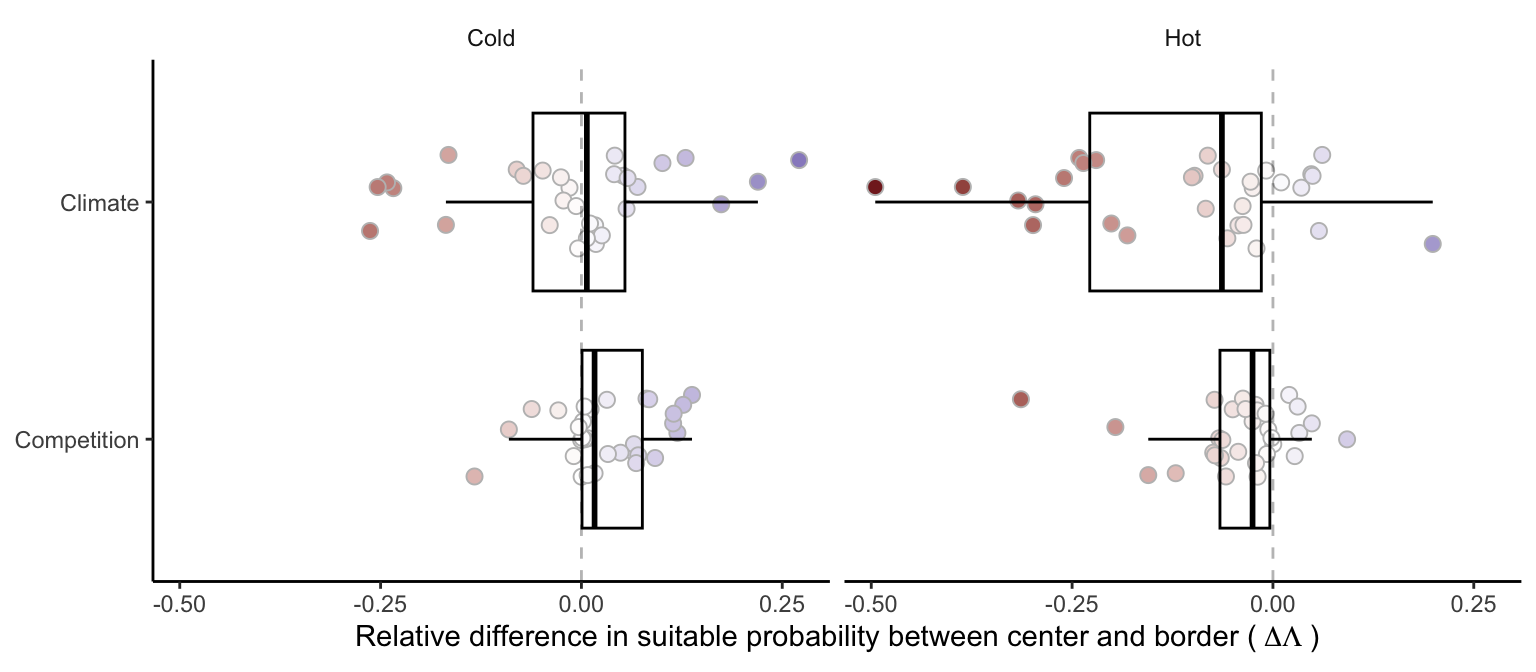 Cold Hot
Climate
Competition
-0.50 -0.25 0.00 0.25 -0.50 -0.25 0.00 0.25
Relative difference in suitable probability between center and border ( ΔΛ )